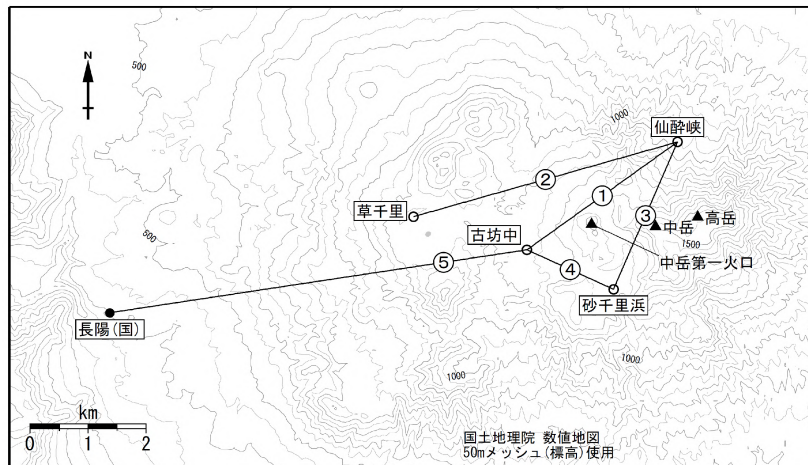 500
N
1000
仙酔峡
②
①
草千里
③
中岳
高岳
600
古坊中
1500
⑤
④
中岳第一火口
砂千里浜
長陽(国)
1000
1000
km
0 1 2
国土地理院 数値地図
50mメッシュ(標高)使用